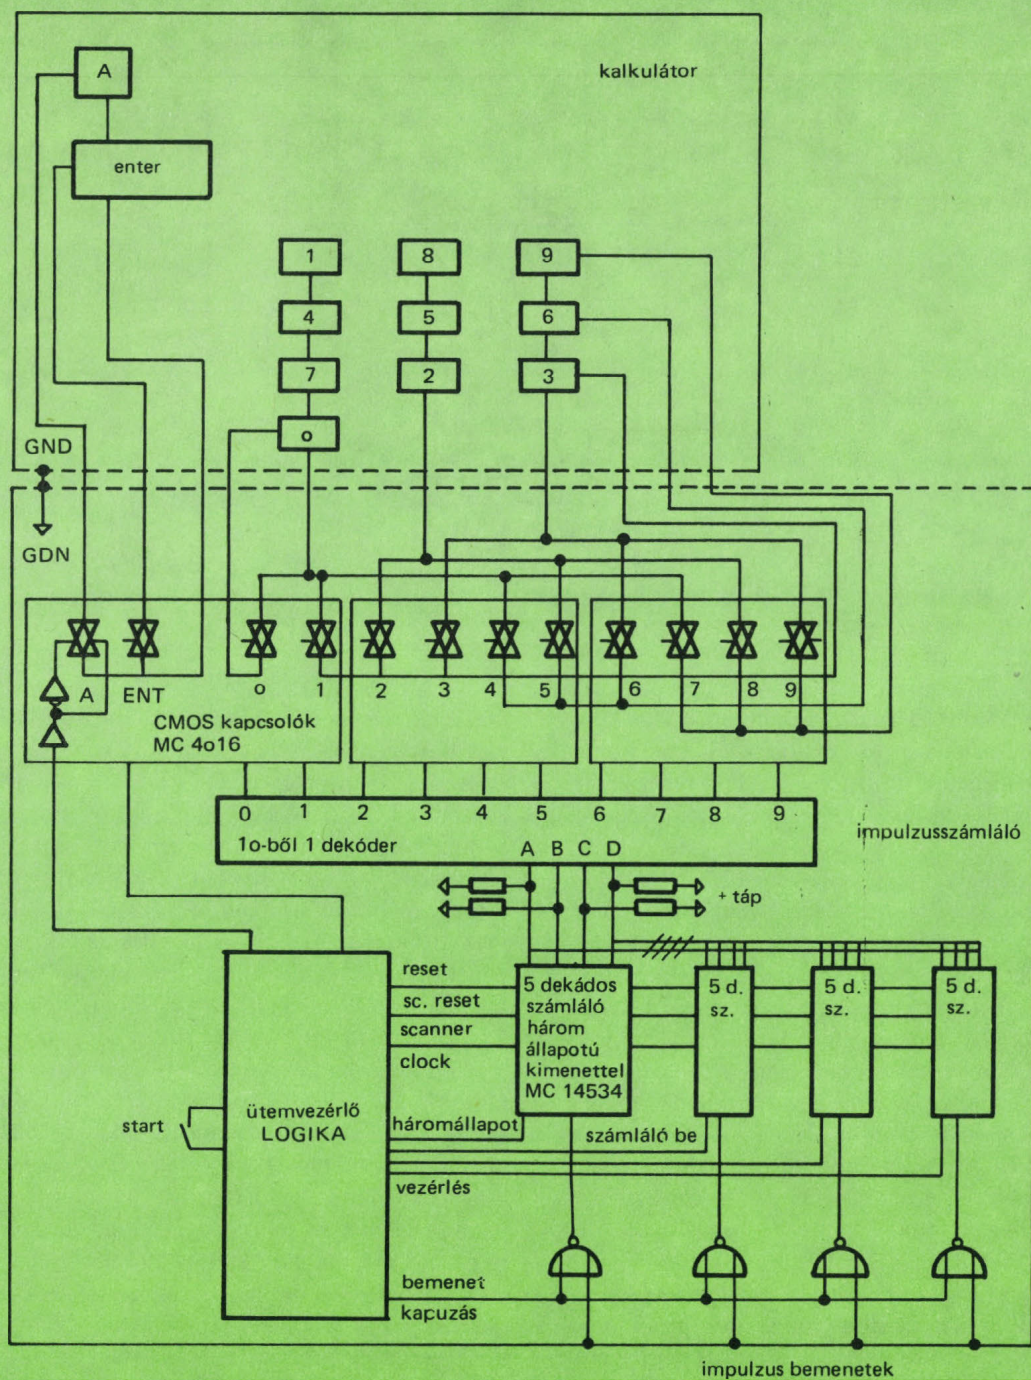 A
kalkulátor
enter
1 8 9
4 5 6
7 2 3
o
GND
GDN
A ENT o 1 2 3 4 5 6 7 8 9
CMOS kapcsolók
MC 4o16
0 1 2 3 4 5 6 7 8 9
impulzusszámláló
1o-ből 1 dekóder
A B C D
+ táp
reset
sc. reset
scanner
clock
5 dekádos
számláló
három
állapotú
kimenettel
MC 14534
5 d.
sz.
5 d.
sz.
5 d.
sz.
start
ütemvezérlő
LOGIKA
háromállapot
számláló be
vezérlés
bemenet
kapuzás
impulzus bemenetek